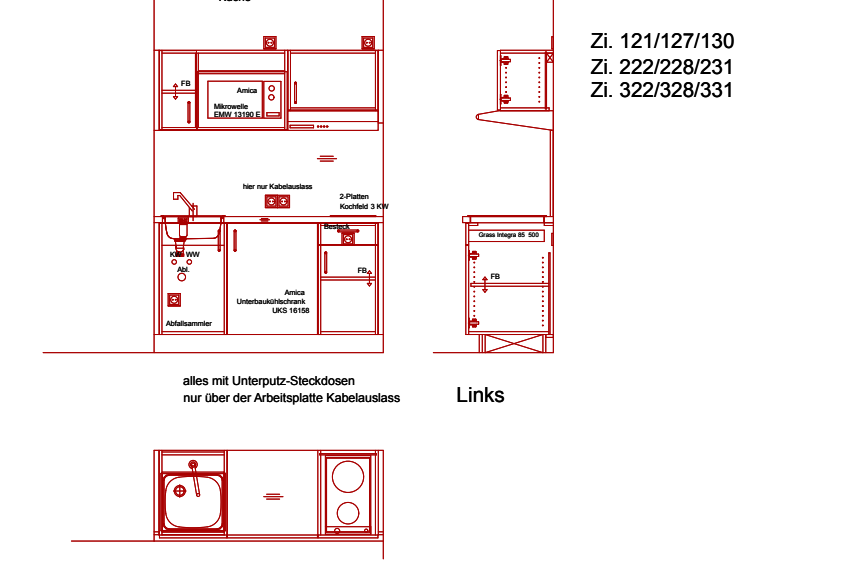 Zi. 121/127/130
Zi. 222/228/231
Zi. 322/328/331
FB
Amica
Mikrowelle
EMW 13190 E
hier nur Kabelauslass
2-Platten
Kochfeld 3 KW
Besteck
Grass Integra 85 500
WW
Abl.
FB
FB
Amica
Unterbaukühlschrank
UKS 16158
Abfallsammler
alles mit Unterputz-Steckdosen
nur über der Arbeitsplatte Kabelauslass
Links